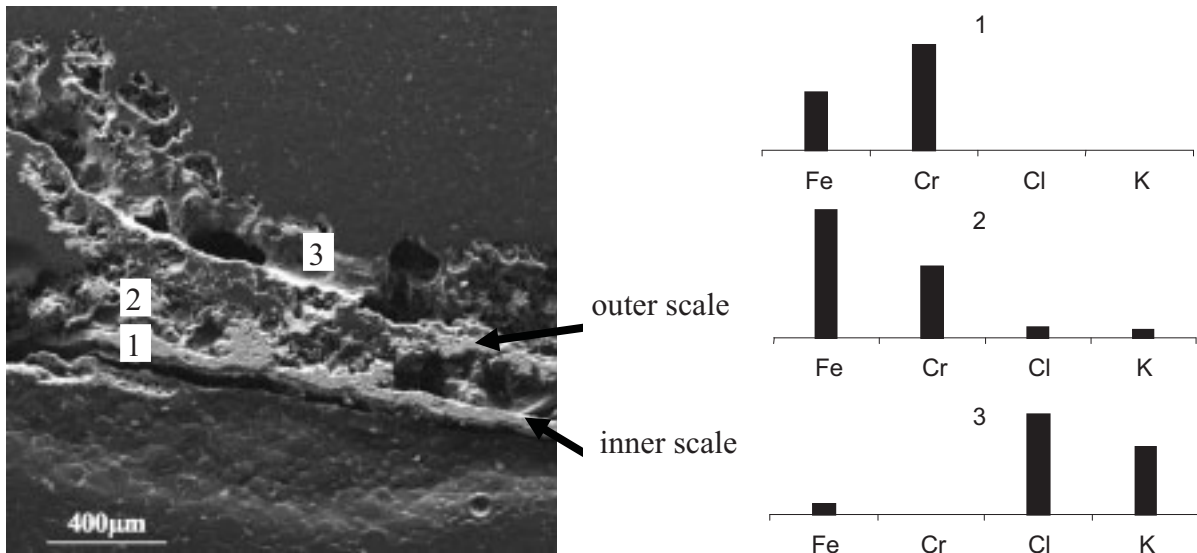 1
Fe Cr Cl K
2
Fe Cr Cl K
3
Fe Cr Cl K
3
2
1
outer scale
inner scale
400μm